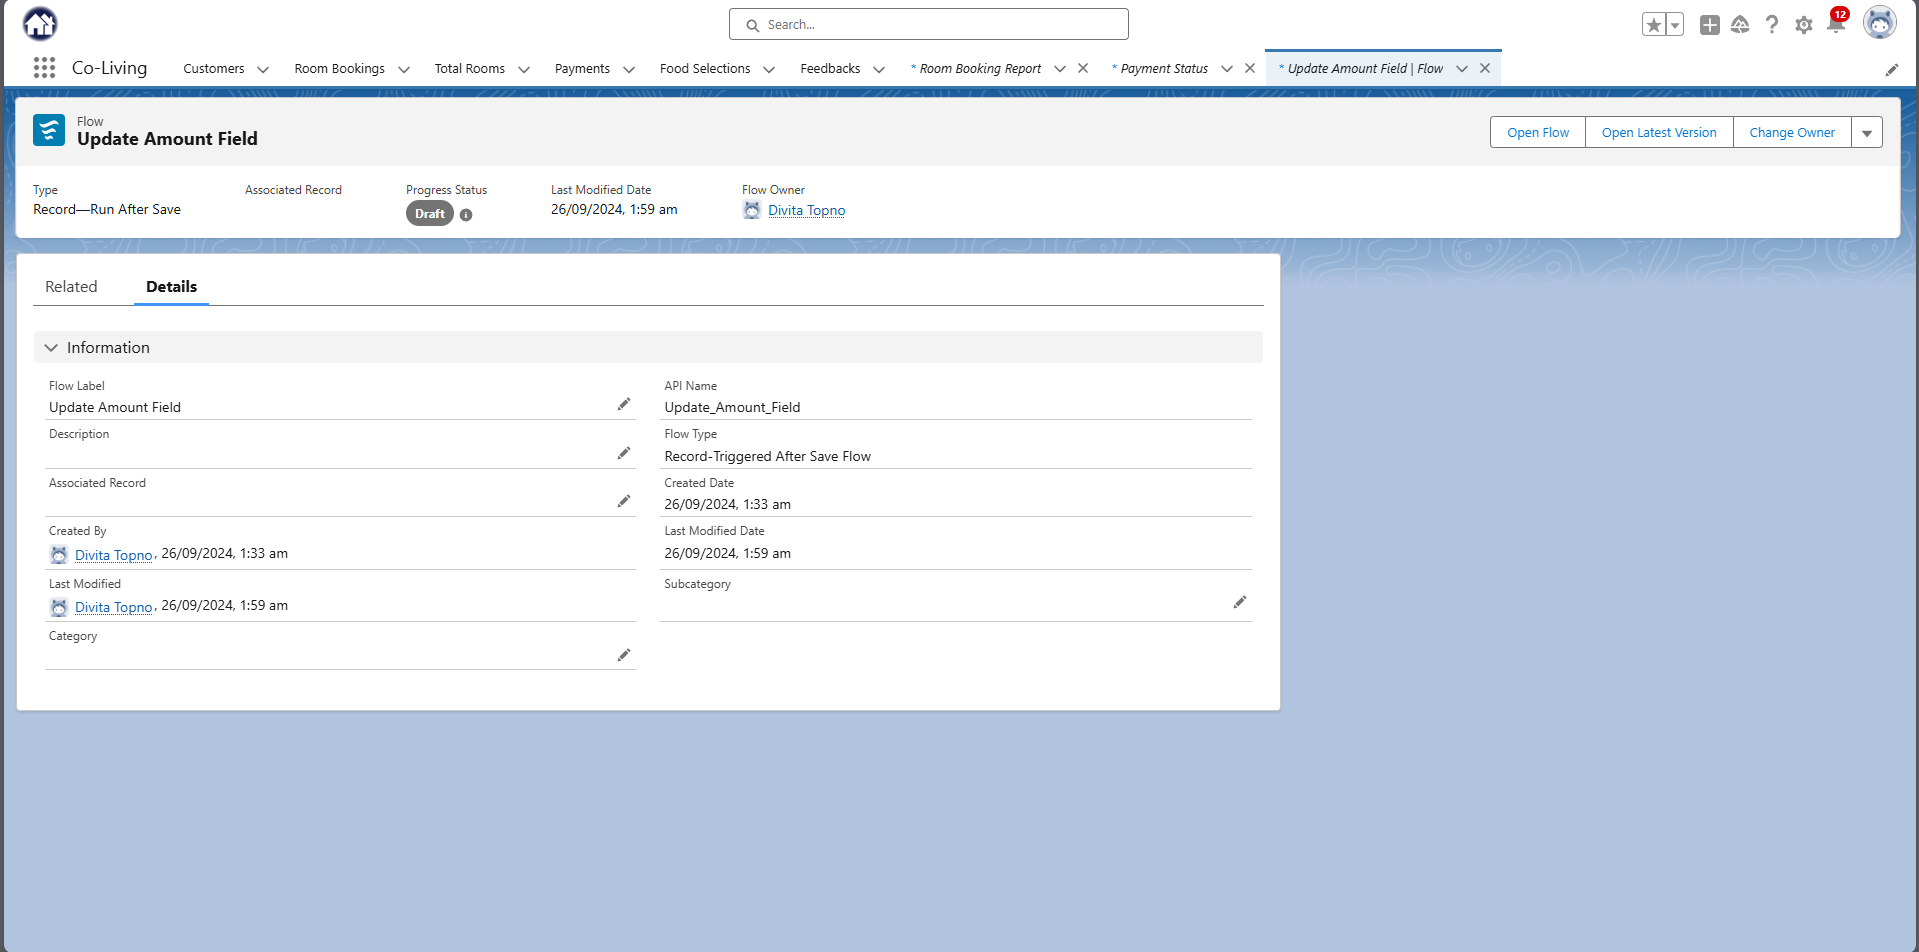 Search...
12
Co-Living
Customers
Room Bookings
Total Rooms
Payments
Food Selections
Feedbacks
* Room Booking Report
* Payment Status
* Update Amount Field | Flow
Flow
Update Amount Field
Open Flow
Open Latest Version
Change Owner
Type
Associated Record
Progress Status
Last Modified Date
Flow Owner
Record—Run After Save
Draft
26/09/2024, 1:59 am
Divita Topno
Related
Details
Information
Flow Label
Update Amount Field
API Name
Update_Amount_Field
Description
Flow Type
Record-Triggered After Save Flow
Associated Record
Created Date
26/09/2024, 1:33 am
Created By
Divita Topno, 26/09/2024, 1:33 am
Last Modified Date
26/09/2024, 1:59 am
Last Modified
Divita Topno, 26/09/2024, 1:59 am
Subcategory
Category